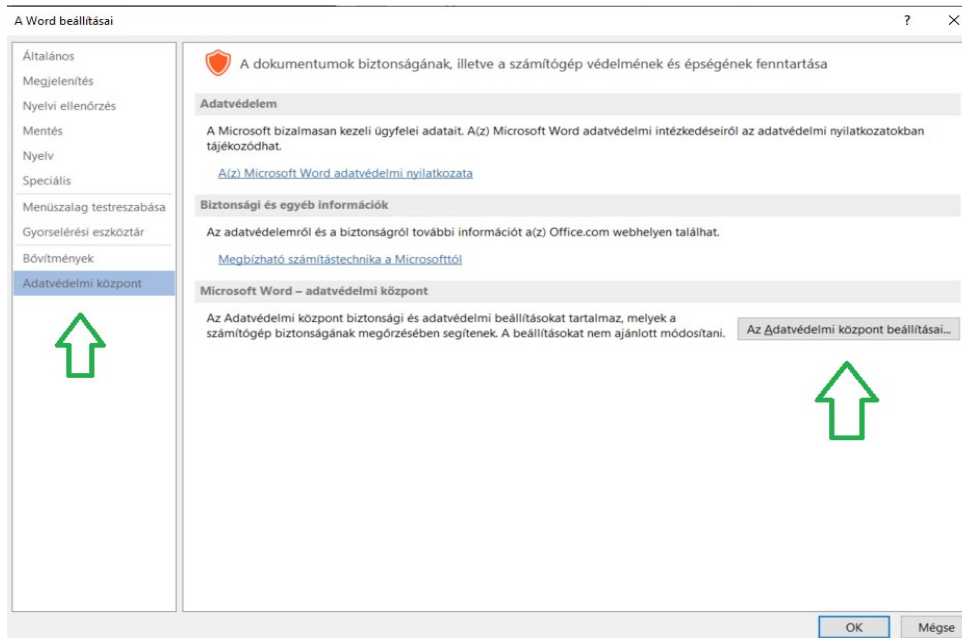 A Word beállításai
?
Általános
Megjelenítés
Nyelvi ellenőrzés
Mentés
Nyelv
Speciális
Menüszalag testreszabása
Gyorselérési eszköztár
Bővítmények
Adatvédelmi központ
A dokumentumok biztonságának, illetve a számítógép védelmének és épségének fenntartása
Adatvédelem
A Microsoft bizalmasan kezeli ügyfelei adatait. A(z) Microsoft Word adatvédelmi intézkedéseiről az adatvédelmi nyilatkozatokban
tájékozódhat.
A(z) Microsoft Word adatvédelmi nyilatkozata
Biztonsági és egyéb információk
Az adatvédelemről és a biztonságról további információt a(z) Office.com webhelyen találhat.
Megbízható számítástechnika a Microsofttól
Microsoft Word – adatvédelmi központ
Az Adatvédelmi központ biztonsági és adatvédelmi beállításokat tartalmaz, melyek a
számítógép biztonságának megőrzésében segítenek. A beállításokat nem ajánlott módosítani.
Az Adatvédelmi központ beállításai...
OK
Mégse